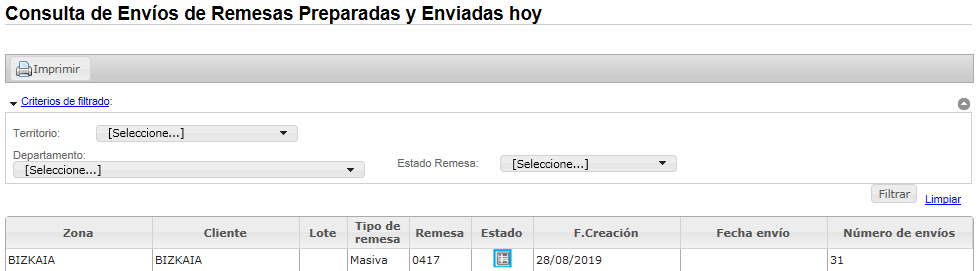 Consulta de Envíos de Remesas Preparadas y Enviadas hoy
Imprimir
Criterios de filtrado:
Territorio: [Seleccione...]
Departamento:
[Seleccione...] Estado Remesa: [Seleccione...]
Filtrar Limpiar
Zona Cliente Lote Tipo de remesa Remesa Estado F.Creación Fecha envío Número de envíos
BIZKAIA BIZKAIA Masiva 0417 28/08/2019 31